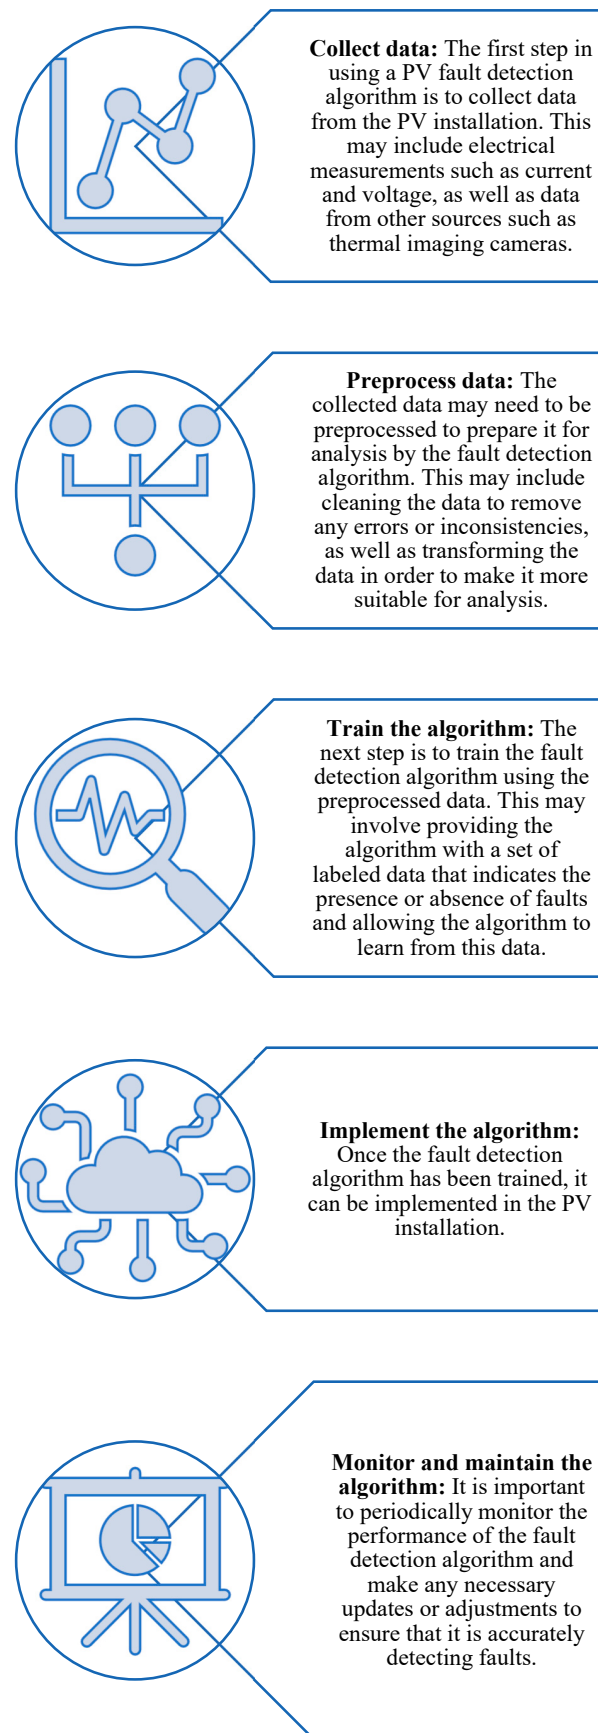 Collect data: The first step in
using a PV fault detection
algorithm is to collect data
from the PV installation. This
may include electrical
measurements such as current
and voltage, as well as data
from other sources such as
thermal imaging cameras.
Preprocess data: The
collected data may need to be
preprocessed to prepare it for
analysis by the fault detection
algorithm. This may include
cleaning the data to remove
any errors or inconsistencies,
as well as transforming the
data in order to make it more
suitable for analysis.
Train the algorithm: The
next step is to train the fault
detection algorithm using the
preprocessed data. This may
involve providing the
algorithm with a set of
labeled data that indicates the
presence or absence of faults
and allowing the algorithm to
learn from this data.
Implement the algorithm:
Once the fault detection
algorithm has been trained, it
can be implemented in the PV
installation.
Monitor and maintain the
algorithm: It is important
to periodically monitor the
performance of the fault
detection algorithm and
make any necessary
updates or adjustments to
ensure that it is accurately
detecting faults.